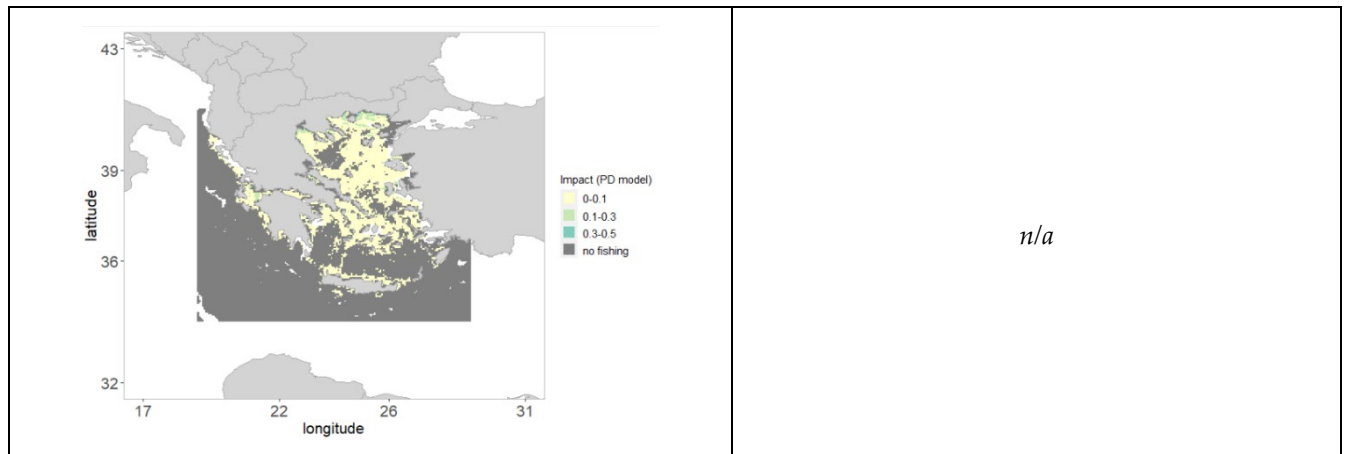 43
39
36
32
latitude
17
22
26
31
longitude
Impact (PD model)
0-0.1
0.1-0.3
0.3-0.5
no fishing
n/a